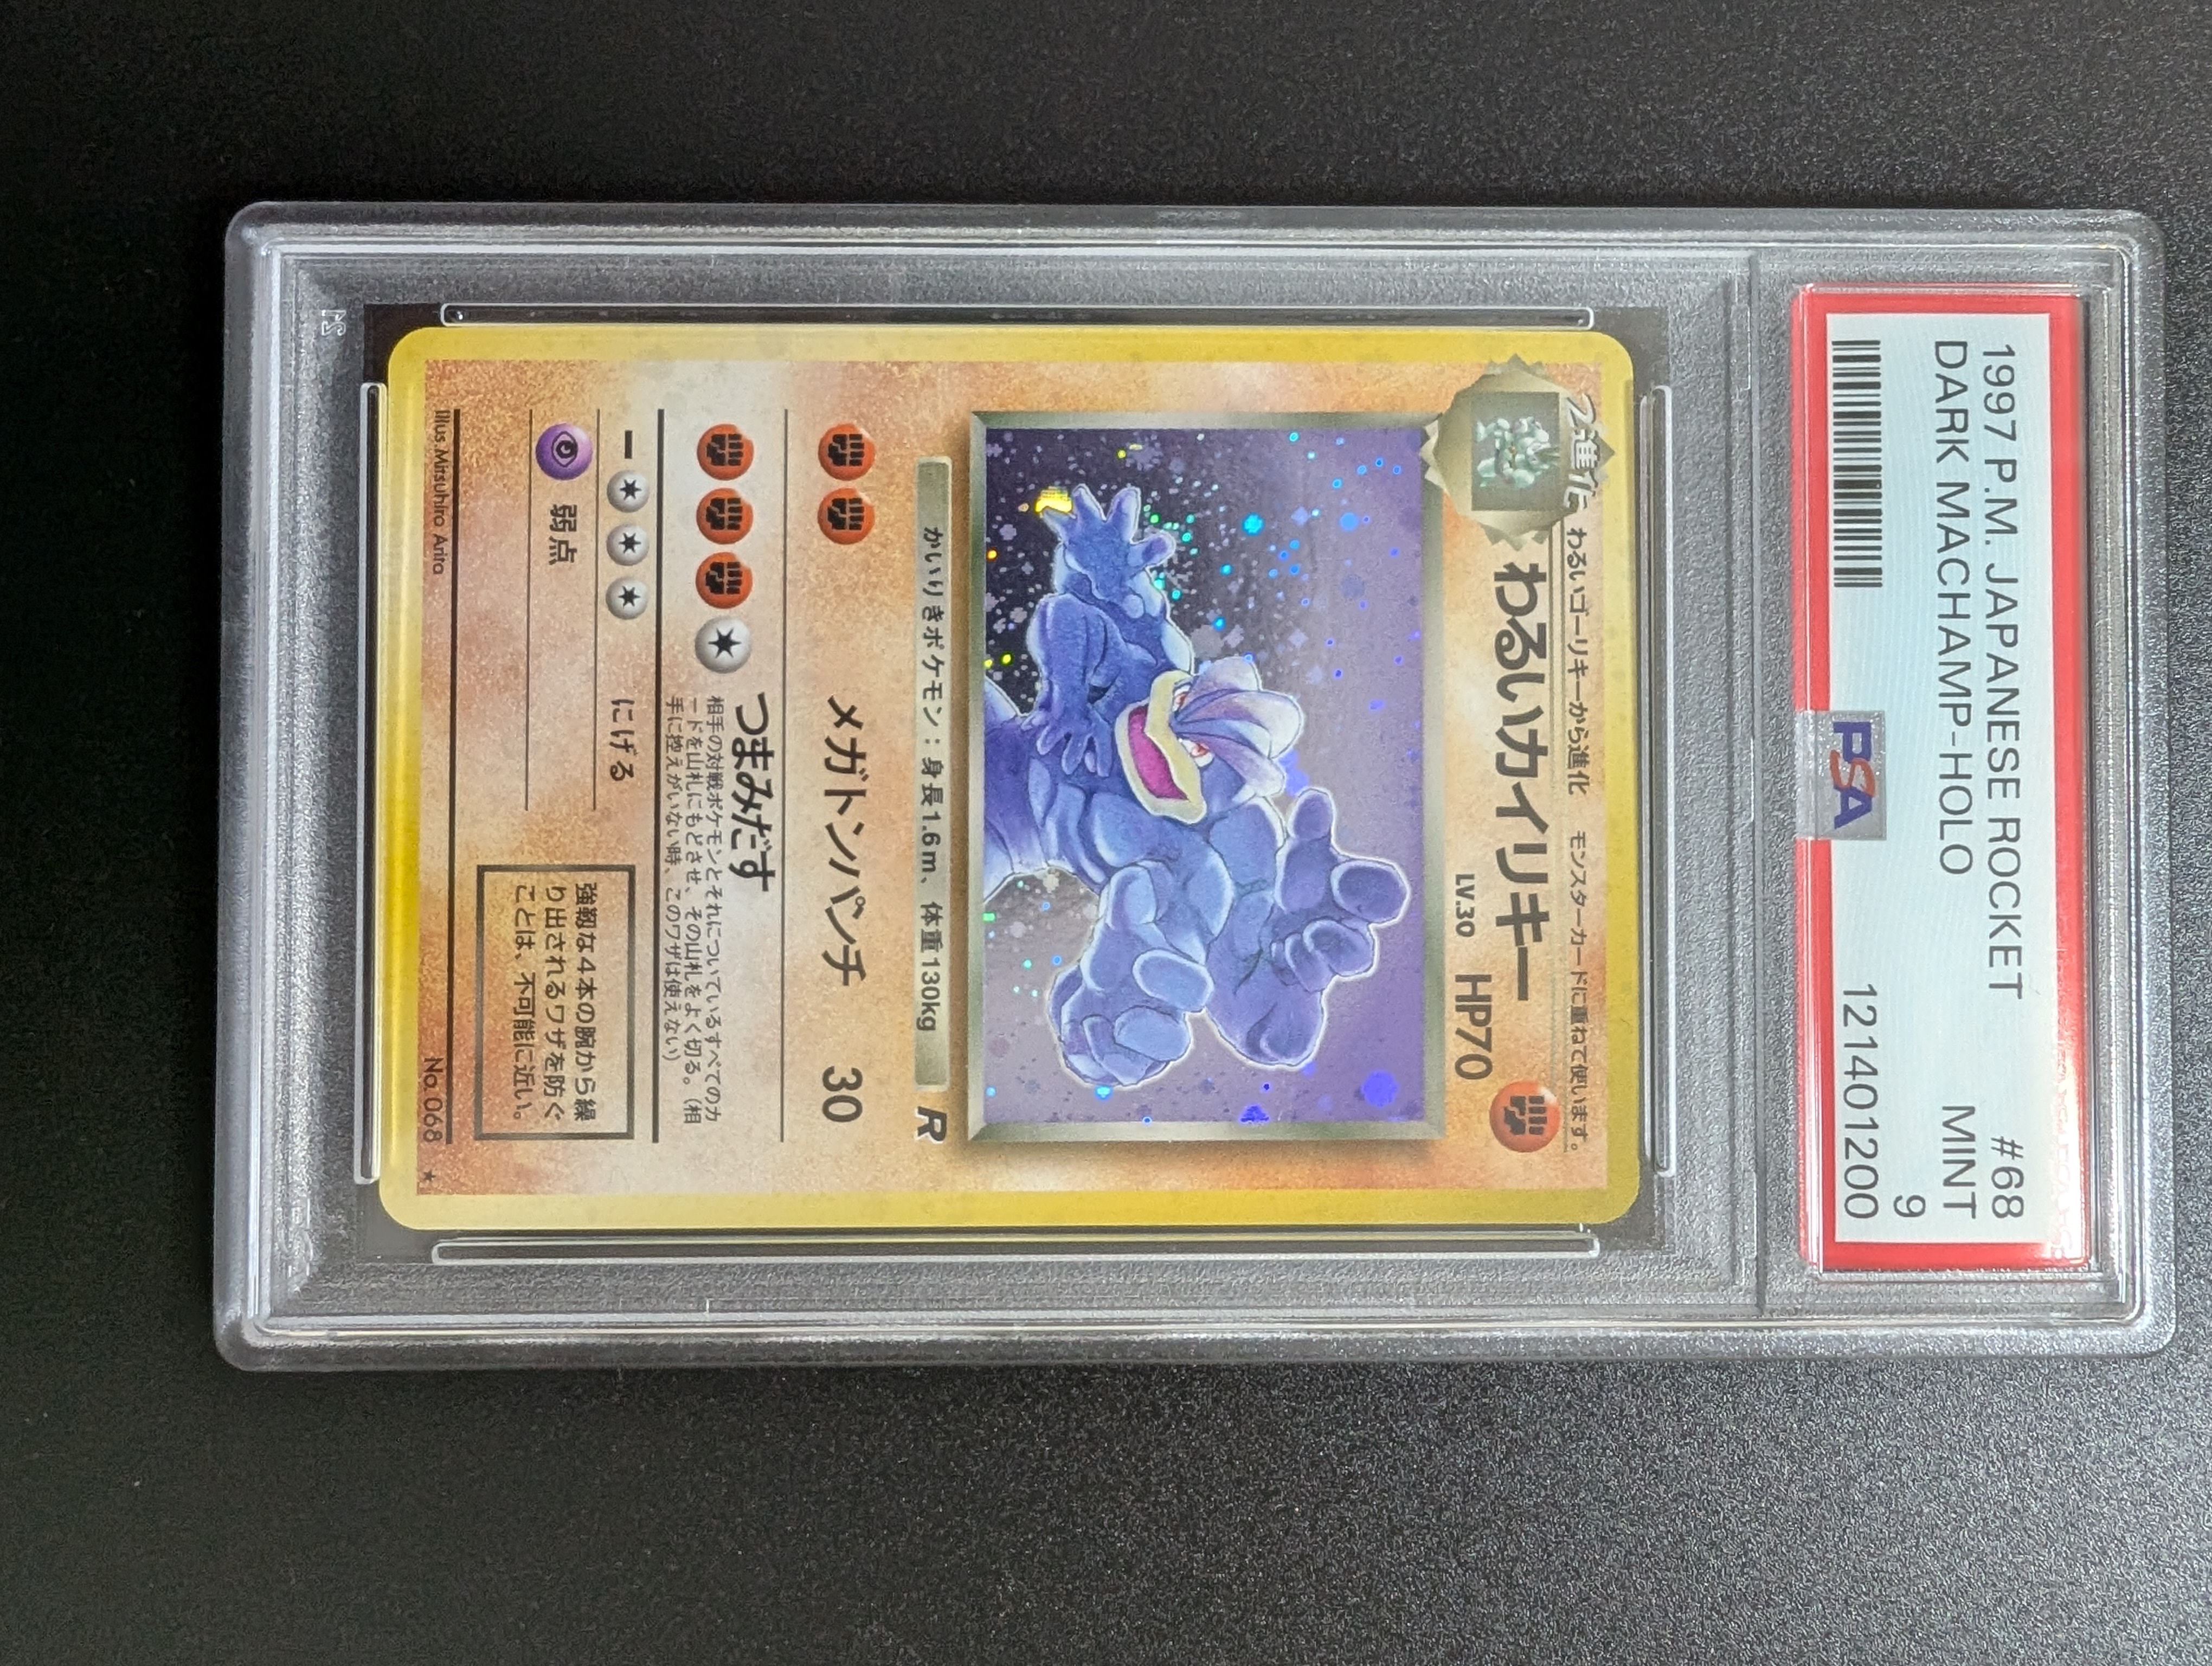 1997 P.M. JAPANESE ROCKET #68
DARK MACHAMP-HOLO MINT
9
PSA 121401200
2進化 わるいゴーリキーから進化 モンスターカードに重ねて使います。
わるいカイリキー
LV.30 HP70
かいりきポケモン:身長1.6m、体重130kg R
メガトンパンチ 30
つまみだす
相手の対戦ポケモンとそれについているすべてのカ
ードを山札にもどさせ、その山札をよく切る。(相
手に控えがいない時、このワザは使えない)
にげる
弱点
強靭な4本の腕から繰
り出されるワザを防ぐ
ことは、不可能に近い。
Illus.Mitsuhiro Arita No.068 ★